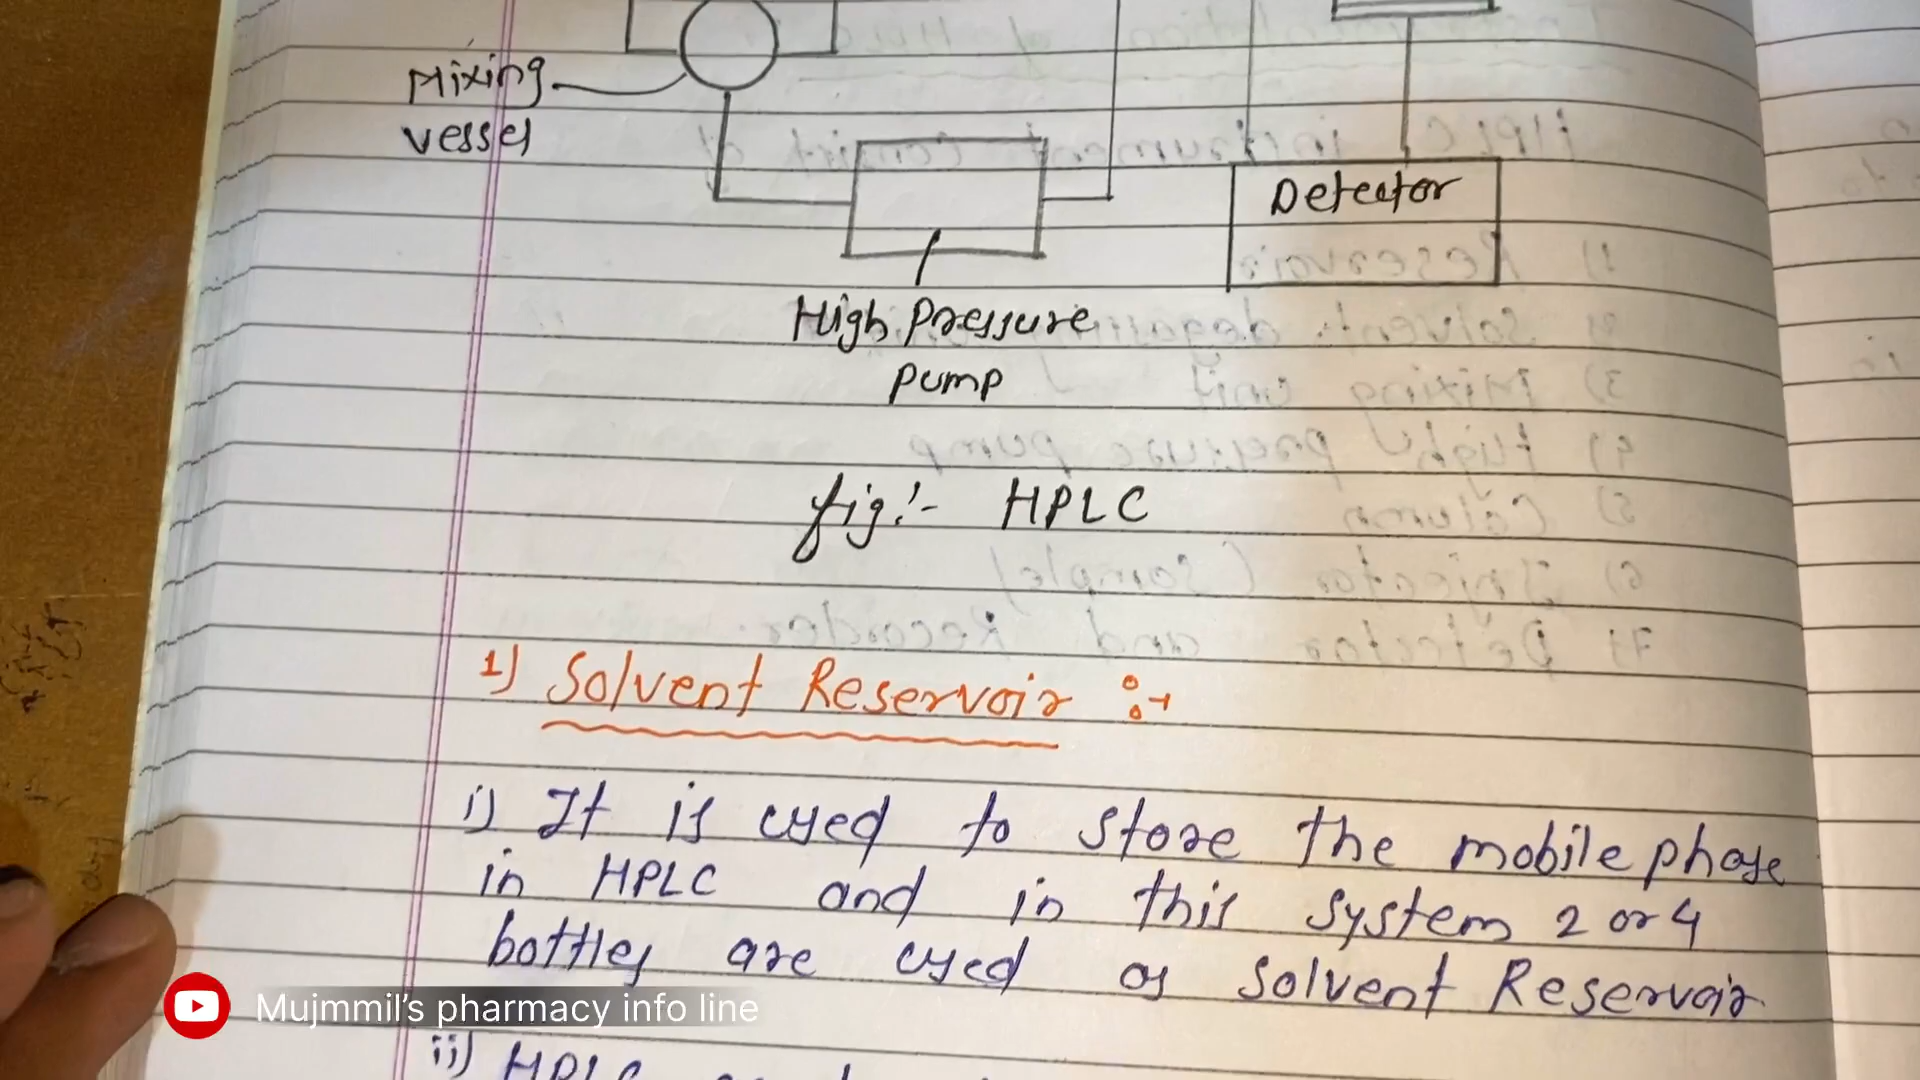 Mixing
vessel
Detector
High Pressure
Pump
fig:- HPLC
1) Solvent Reservoir :-
i) It is used to store the mobile phase
in HPLC and in this system 2 or 4
bottles are used as Solvent Reservoir.
Mujmmil's pharmacy info line
ii) HPLC